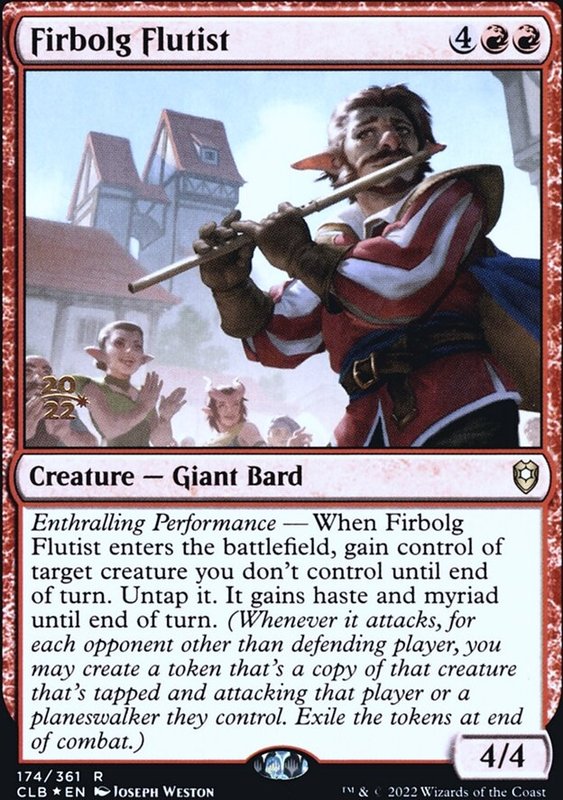 Firbolg Flutist 4
20
22
Creature — Giant Bard
Enthralling Performance — When Firbolg
Flutist enters the battlefield, gain control of
target creature you don't control until end
of turn. Untap it. It gains haste and myriad
until end of turn. (Whenever it attacks, for
each opponent other than defending player, you
may create a token that's a copy of that creature
that's tapped and attacking that player or a
planeswalker they control. Exile the tokens at end
of combat.)
4/4
174/361 R
CLB ★ EN Joseph Weston
™ & © 2022 Wizards of the Coast